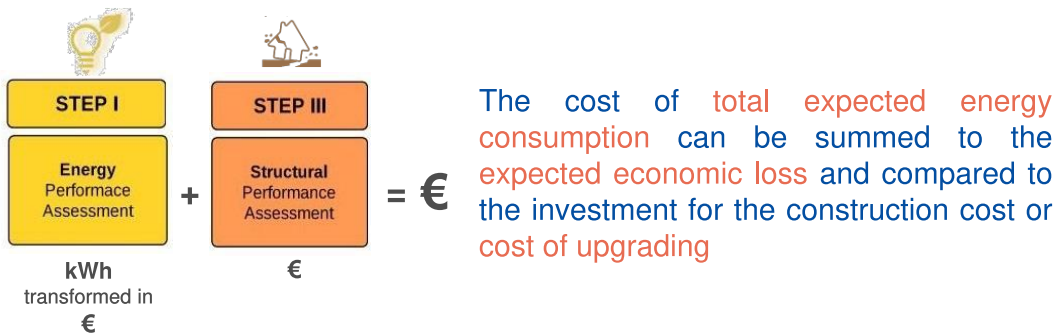 STEP I
Energy
Performace
Assessment
kWh
transformed in
€
+
STEP III
Structural
Performance
Assessment
€
= €
The cost of total expected energy
consumption can be summed to the
expected economic loss and compared to
the investment for the construction cost or
cost of upgrading